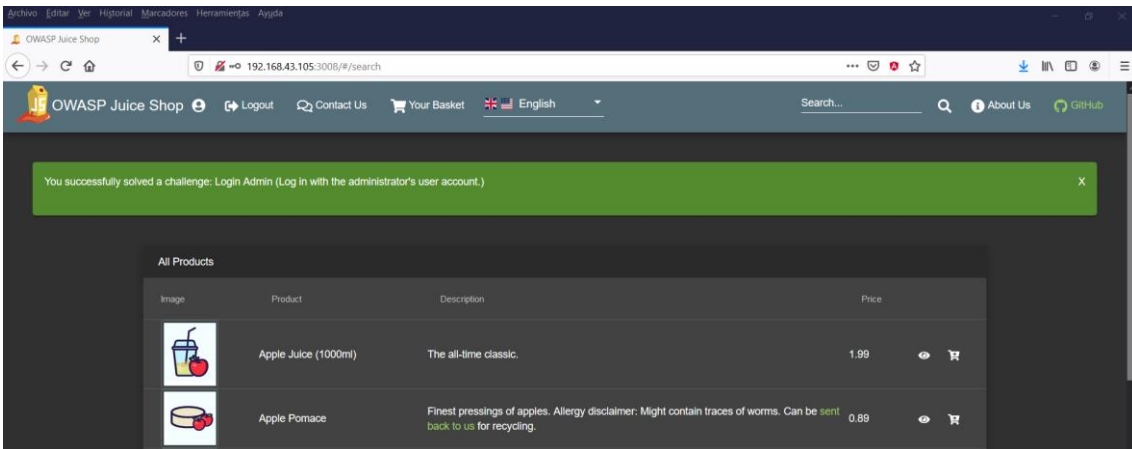 Archivo Editar Ver Historial Marcadores Herramientas Ayuda
OWASP Juice Shop
192.168.43.105:3008/#/search
OWASP Juice Shop Logout Contact Us Your Basket English Search... About Us GitHub
You successfully solved a challenge: Login Admin (Log in with the administrator's user account.) X
All Products
Image Product Description Price
Apple Juice (1000ml) The all-time classic. 1.99
Apple Pomace Finest pressings of apples. Allergy disclaimer: Might contain traces of worms. Can be sent 0.89
back to us for recycling.